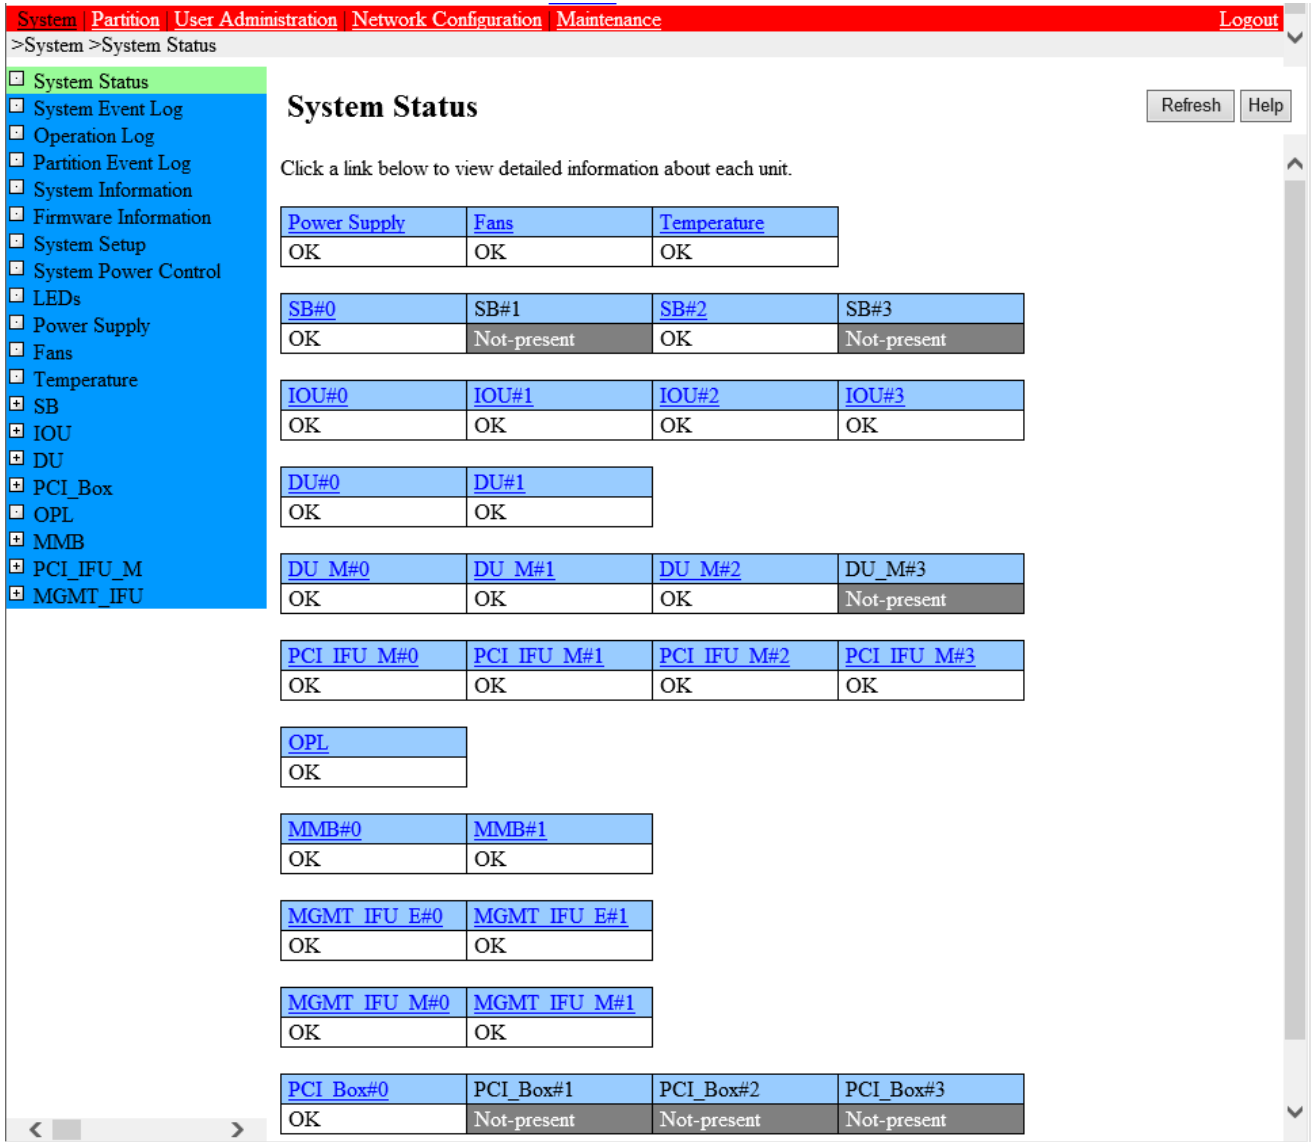 System | Partition | User Administration | Network Configuration | Maintenance Logout
>System >System Status
System Status
System Event Log
Operation Log
Partition Event Log
System Information
Firmware Information
System Setup
System Power Control
LEDs
Power Supply
Fans
Temperature
SB
IOU
DU
PCI_Box
OPL
MMB
PCI_IFU_M
MGMT_IFU
System Status
Refresh Help
Click a link below to view detailed information about each unit.
Power Supply Fans Temperature
OK OK OK
SB#0 SB#1 SB#2 SB#3
OK Not-present OK Not-present
IOU#0 IOU#1 IOU#2 IOU#3
OK OK OK OK
DU#0 DU#1
OK OK
DU_M#0 DU_M#1 DU_M#2 DU_M#3
OK OK OK Not-present
PCI_IFU_M#0 PCI_IFU_M#1 PCI_IFU_M#2 PCI_IFU_M#3
OK OK OK OK
OPL
OK
MMB#0 MMB#1
OK OK
MGMT_IFU_E#0 MGMT_IFU_E#1
OK OK
MGMT_IFU_M#0 MGMT_IFU_M#1
OK OK
PCI_Box#0 PCI_Box#1 PCI_Box#2 PCI_Box#3
OK Not-present Not-present Not-present